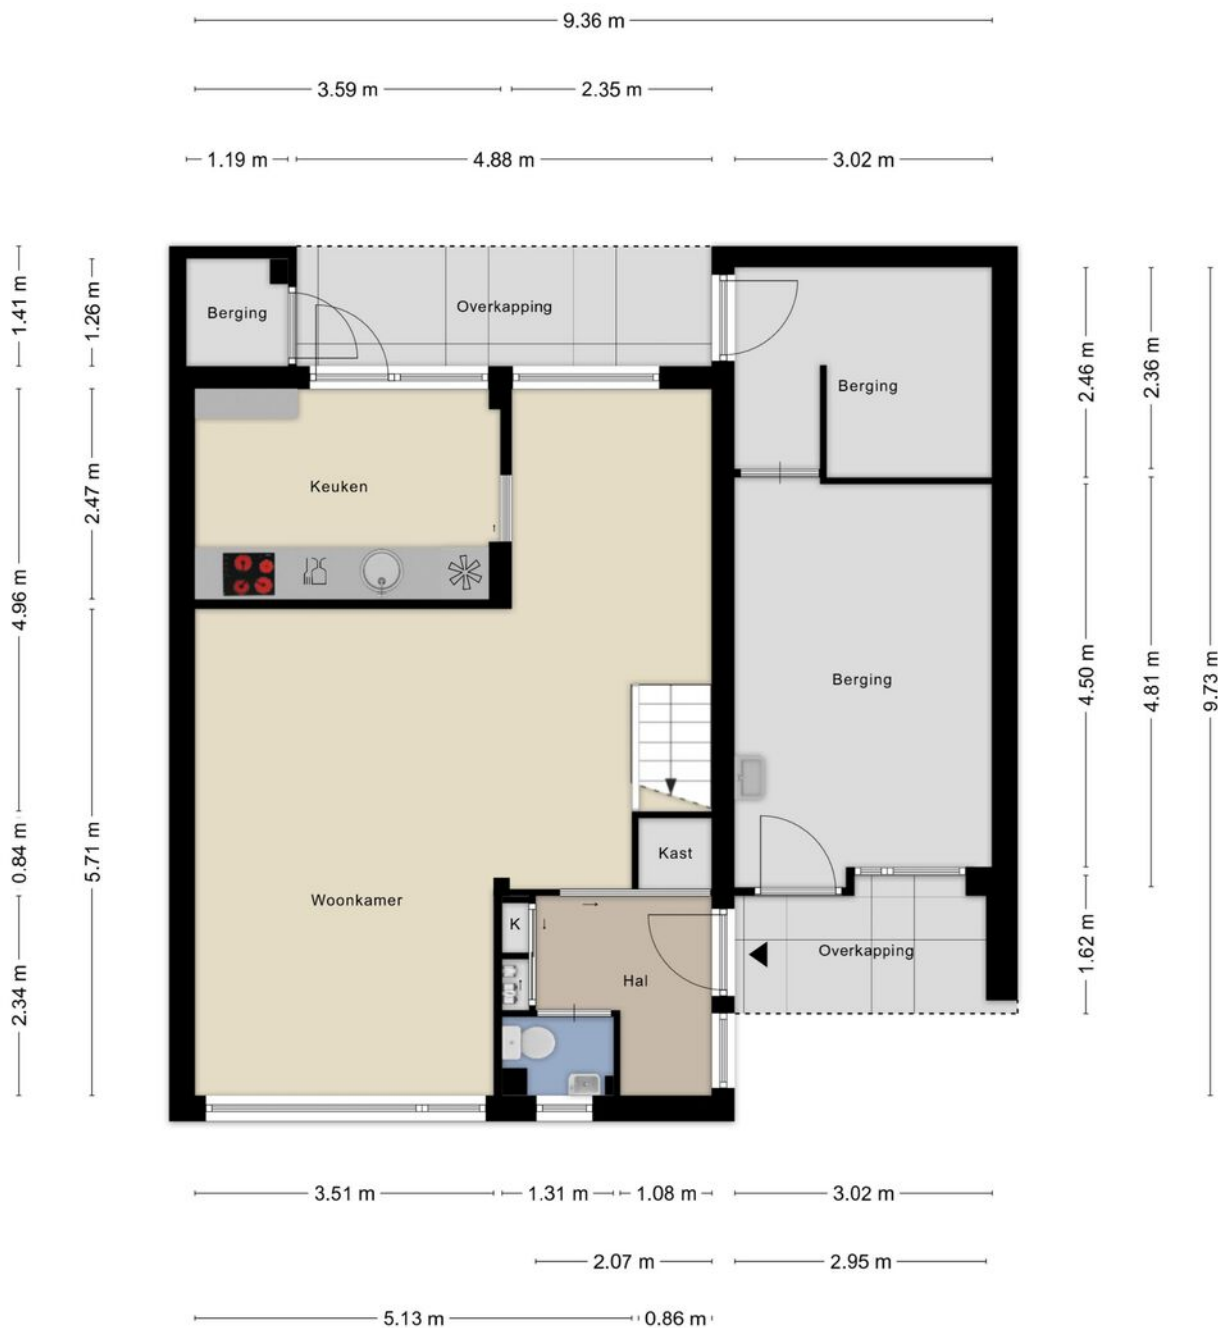 9.36 m
3.59 m
2.35 m
1.19 m
4.88 m
3.02 m
1.41 m
1.26 m
Berging
Overkapping
Berging
2.46 m
2.36 m
Keuken
2.47 m
4.96 m
Berging
4.50 m
4.81 m
9.73 m
0.84 m
5.71 m
Kast
Woonkamer
K
Hal
Overkapping
1.62 m
2.34 m
3.51 m
1.31 m
1.08 m
3.02 m
2.07 m
2.95 m
5.13 m
0.86 m